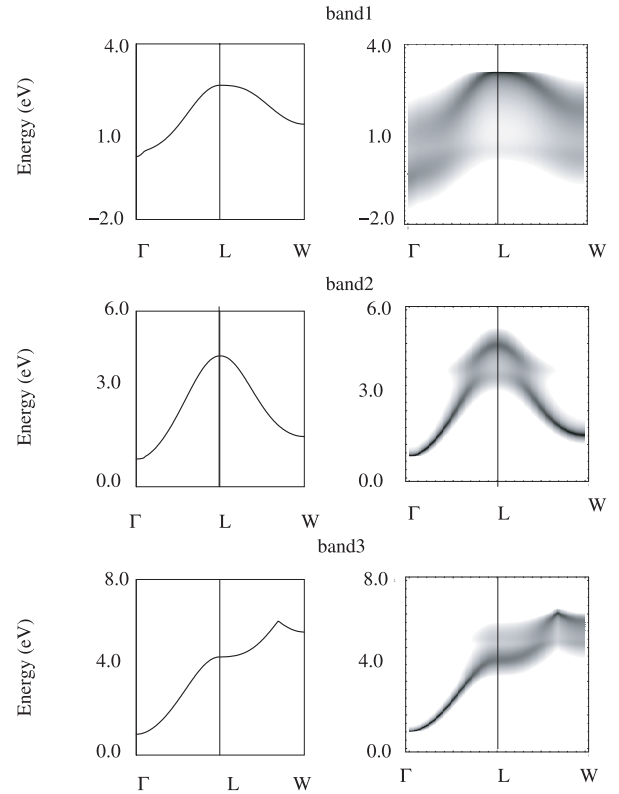 band1
4.0
1.0
−2.0
Energy (eV)
Γ L W
4.0
1.0
−2.0
Γ L W
band2
6.0
3.0
0.0
Energy (eV)
Γ L W
6.0
3.0
0.0
Γ L W
band3
8.0
4.0
0.0
Energy (eV)
Γ L W
8.0
4.0
0.0
Γ L W